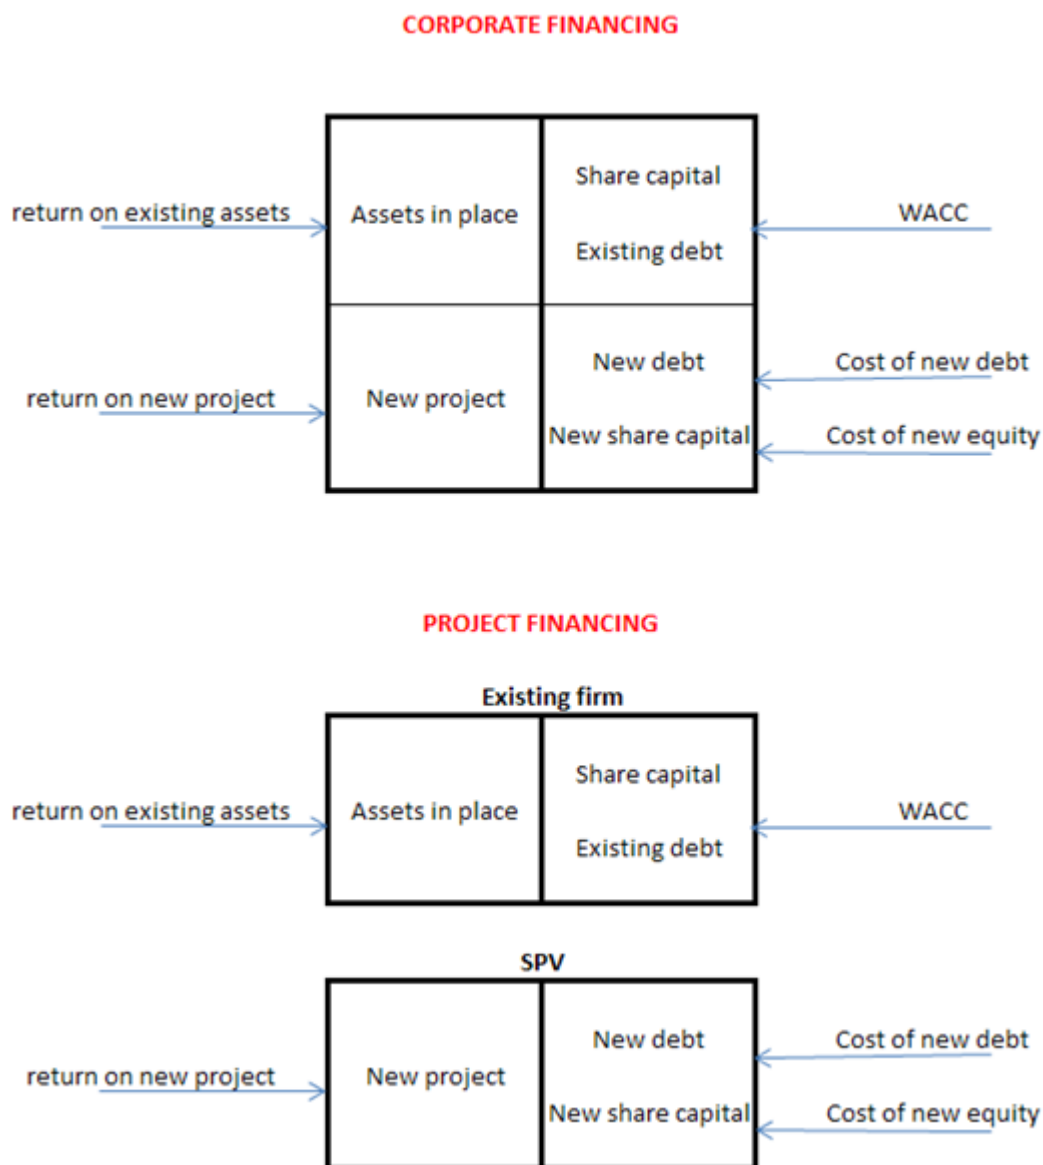 CORPORATE FINANCING
Share capital
return on existing assets
Assets in place
WACC
Existing debt
New debt
Cost of new debt
return on new project
New project
New share capital
Cost of new equity
PROJECT FINANCING
Existing firm
Share capital
return on existing assets
Assets in place
WACC
Existing debt
SPV
New debt
Cost of new debt
return on new project
New project
New share capital
Cost of new equity